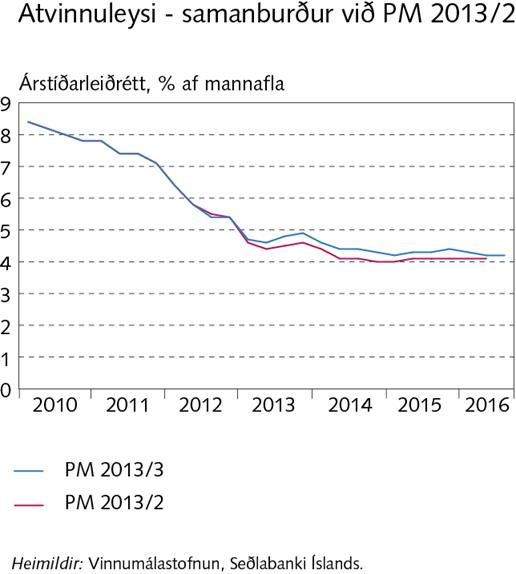 Atvinnuleysi - samanburður við PM 2013/2
Árstíðarleiðrétt, % af mannafla
9
8
7
6
5
4
3
2
1
0
2010 2011 2012 2013 2014 2015 2016
PM 2013/3
PM 2013/2
Heimildir: Vinnumálastofnun, Seðlabanki Íslands.